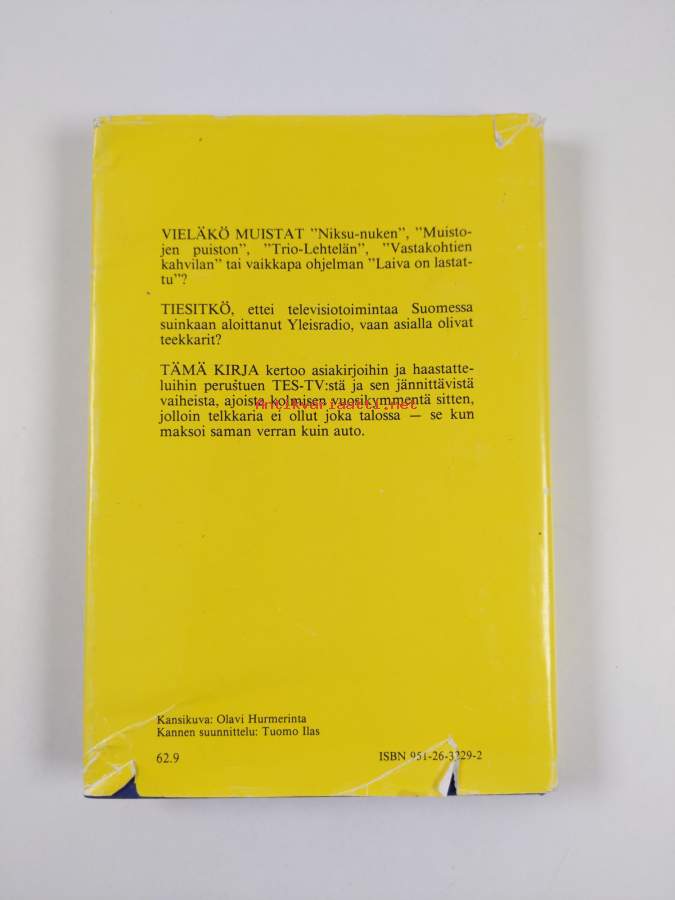 VIELÄKÖ MUISTAT ”Niksu-nuken”, ”Muisto-
jen puiston”, ”Trio-Lehtelän”, ”Vastakohtien
kahvilan” tai vaikkapa ohjelman ”Laiva on lastat-
tu”?
TIESITKÖ, ettei televisiotoimintaa Suomessa
suinkaan aloittanut Yleisradio, vaan asialla olivat
teekkarit?
TÄMÄ KIRJA kertoo asiakirjoihin ja haastatte-
luihin perustuen TES-TV:stä ja sen jännittävistä
vaiheista, ajoista kolmisen vuosikymmentä sitten,
Antikvariaatti.net
jolloin telkkaria ei ollut joka talossa — se kun
maksoi saman verran kuin auto.
Kansikuva: Olavi Hurmerinta
Kannen suunnittelu: Tuomo Ilas
62.9
ISBN 951-26-3229-2